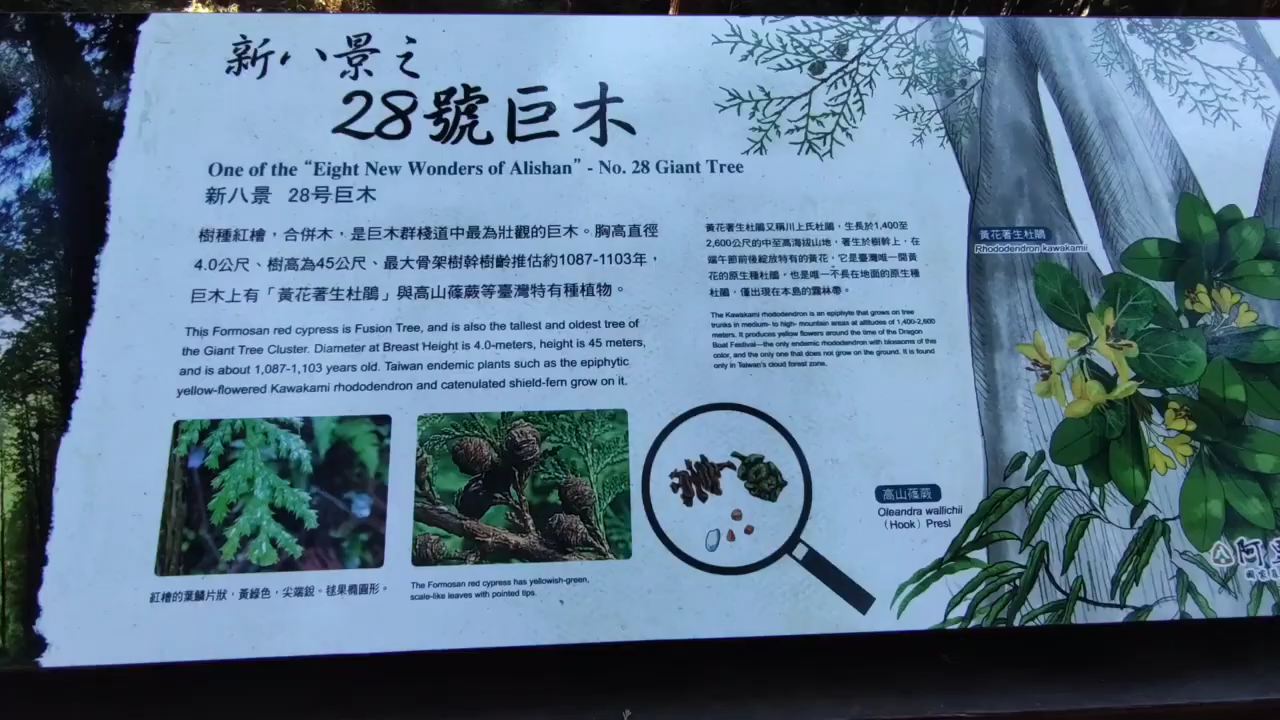 新八景之
28號巨木
One of the “Eight New Wonders of Alishan” - No. 28 Giant Tree
新八景 28号巨木
樹種紅檜，合併木，是巨木群棧道中最為壯觀的巨木。胸高直徑
4.0公尺、樹高為45公尺、最大骨架樹幹樹齡推估約1087-1103年，
巨木上有「黃花著生杜鵑」與高山蓧蕨等臺灣特有種植物。
This Formosan red cypress is Fusion Tree, and is also the tallest and oldest tree of
the Giant Tree Cluster. Diameter at Breast Height is 4.0-meters, height is 45 meters,
and is about 1,087-1,103 years old. Taiwan endemic plants such as the epiphytic
yellow-flowered Kawakami rhododendron and catenulated shield-fern grow on it.
黃花著生杜鵑又稱川上氏杜鵑，生長於1,400至
2,600公尺的中至高海拔山地，著生於樹幹上，在
端午節前後綻放特有的黃花，它是臺灣唯一開黃
花的原生種杜鵑，也是唯一不長在地面的原生種
杜鵑，僅出現在本島的霧林帶。
The Kawakami rhododendron is an epiphyte that grows on tree
trunks in medium- to high- mountain areas at altitudes of 1,400-2,600
meters. It produces yellow flowers around the time of the Dragon
Boat Festival—the only endemic rhododendron with blossoms of the
color, and the only one that does not grow on the ground. It is found
only in Taiwan's cloud forest zone.
黃花著生杜鵑
Rhododendron kawakamii
高山蓧蕨
Oleandra wallichii
（Hook）Presl
紅檜的葉鱗片狀，黃綠色，尖端銳。毬果橢圓形。
The Formosan red cypress has yellowish-green,
scale-like leaves with pointed tips.
阿